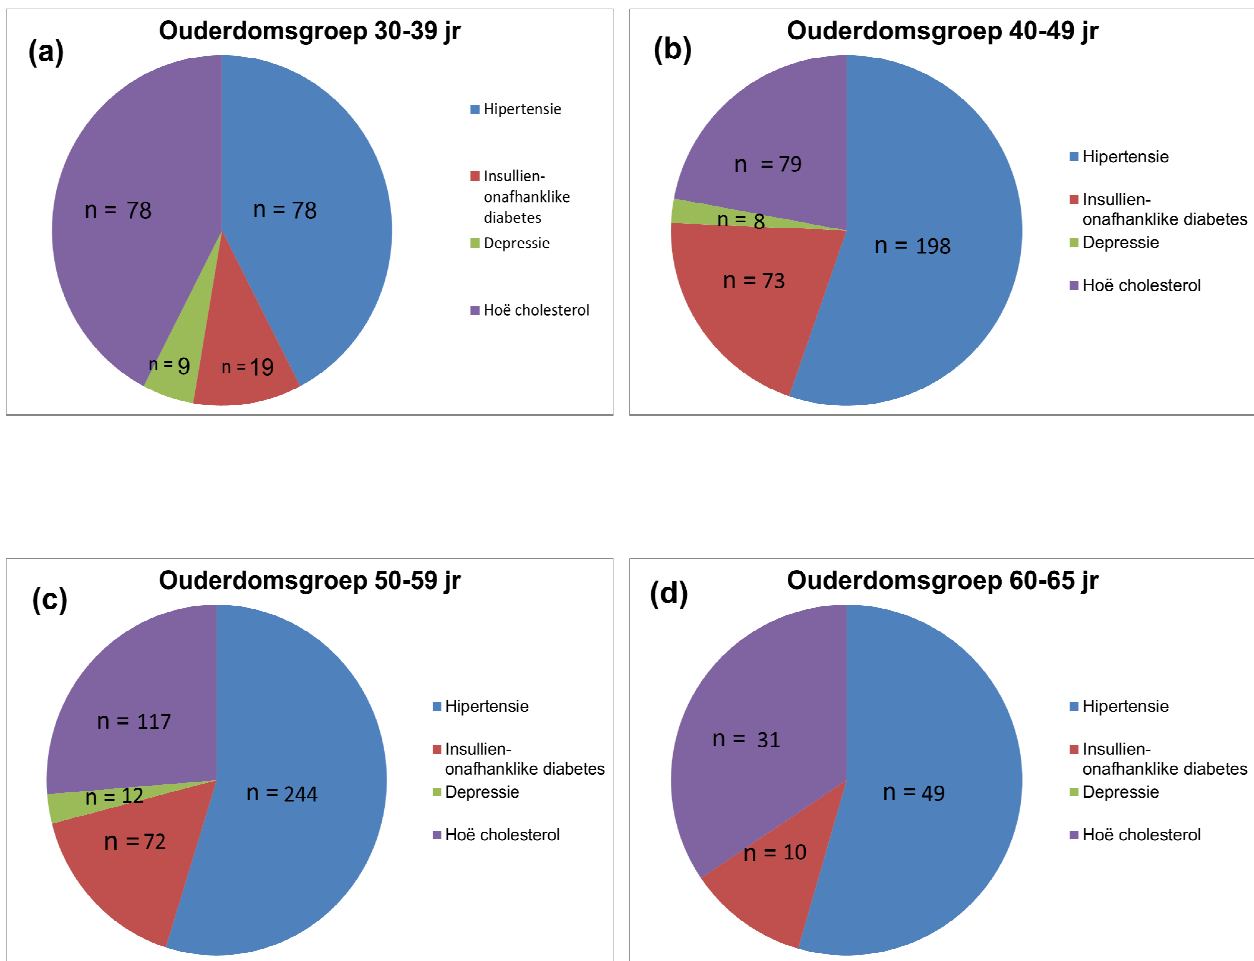 (a)
Ouderdomsgroep 30-39 jr
n = 78
n = 78
n = 9
n = 19
Hipertensie
Insullien-
onafhanklike
diabetes
Depressie
Hoë cholesterol
(b)
Ouderdomsgroep 40-49 jr
n = 79
n = 8
n = 198
n = 73
Hipertensie
Insullien-
onafhanklike diabetes
Depressie
Hoë cholesterol
(c)
Ouderdomsgroep 50-59 jr
n = 117
n = 12
n = 244
n = 72
Hipertensie
Insullien-
onafhanklike diabetes
Depressie
Hoë cholesterol
(d)
Ouderdomsgroep 60-65 jr
n = 31
n = 49
n = 10
Hipertensie
Insullien-
onafhanklike diabetes
Depressie
Hoë cholesterol